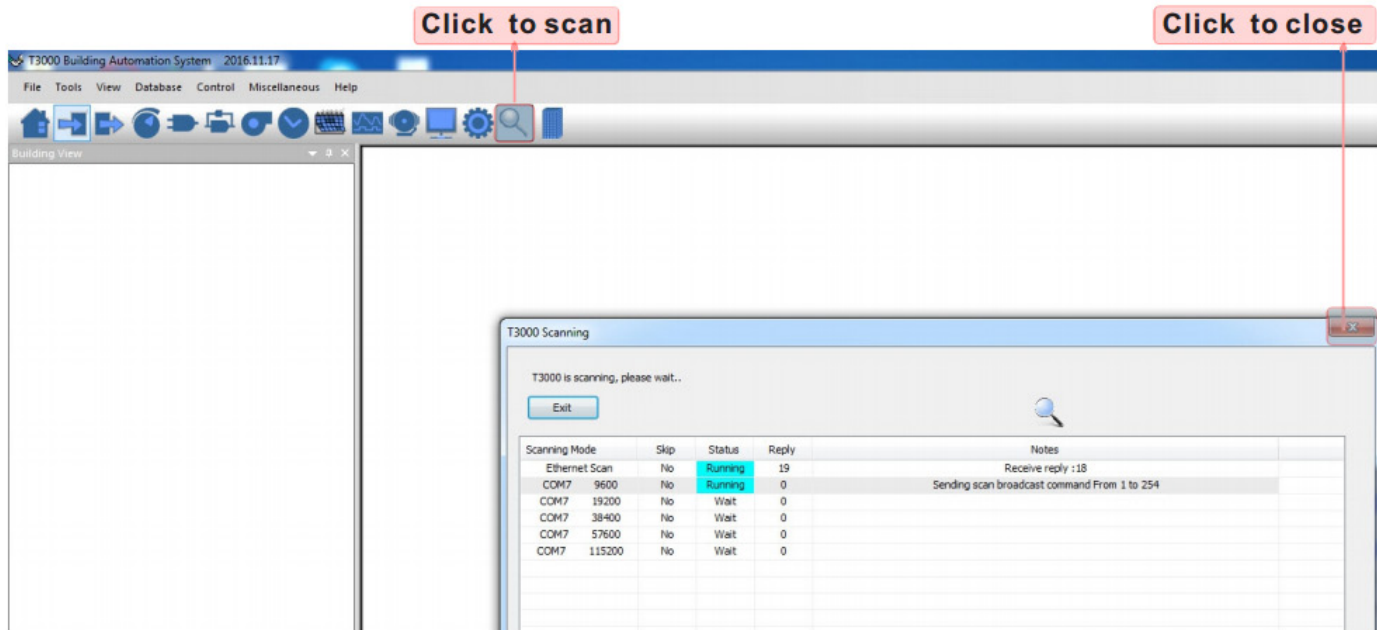 Click to scan
Click to close
T3000 Building Automation System 2016.11.17
File Tools View Database Control Miscellaneous Help
Building View
T3000 Scanning
T3000 is scanning, please wait..
Exit
Scanning Mode Skip Status Reply Notes
Ethernet Scan No Running 19 Receive reply :18
COM7 9600 No Running 0 Sending scan broadcast command From 1 to 254
COM7 19200 No Wait 0
COM7 38400 No Wait 0
COM7 57600 No Wait 0
COM7 115200 No Wait 0